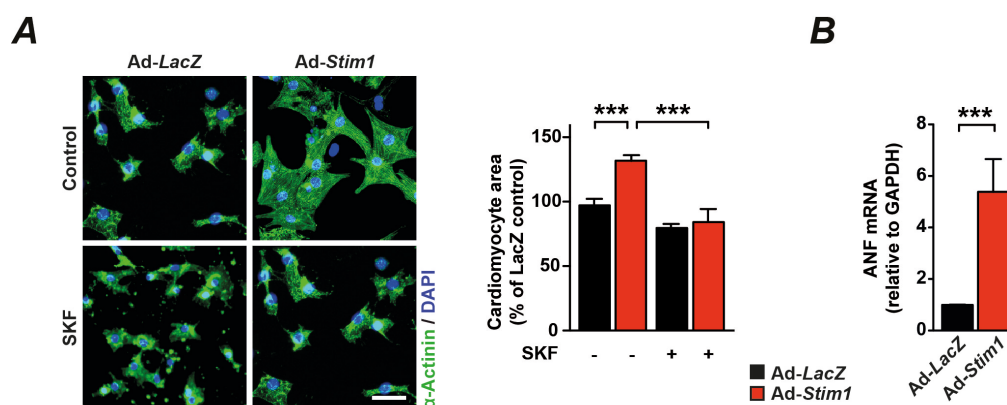 A
Ad-LacZ
Ad-Stim1
Control
SKF
α-Actinin / DAPI
***
***
150
100
50
0
Cardiomyocyte area
(% of LacZ control)
SKF
- - + +
Ad-LacZ
Ad-Stim1
B
***
8
6
4
2
0
ANF mRNA
(relative to GAPDH)
Ad-LacZ
Ad-Stim1